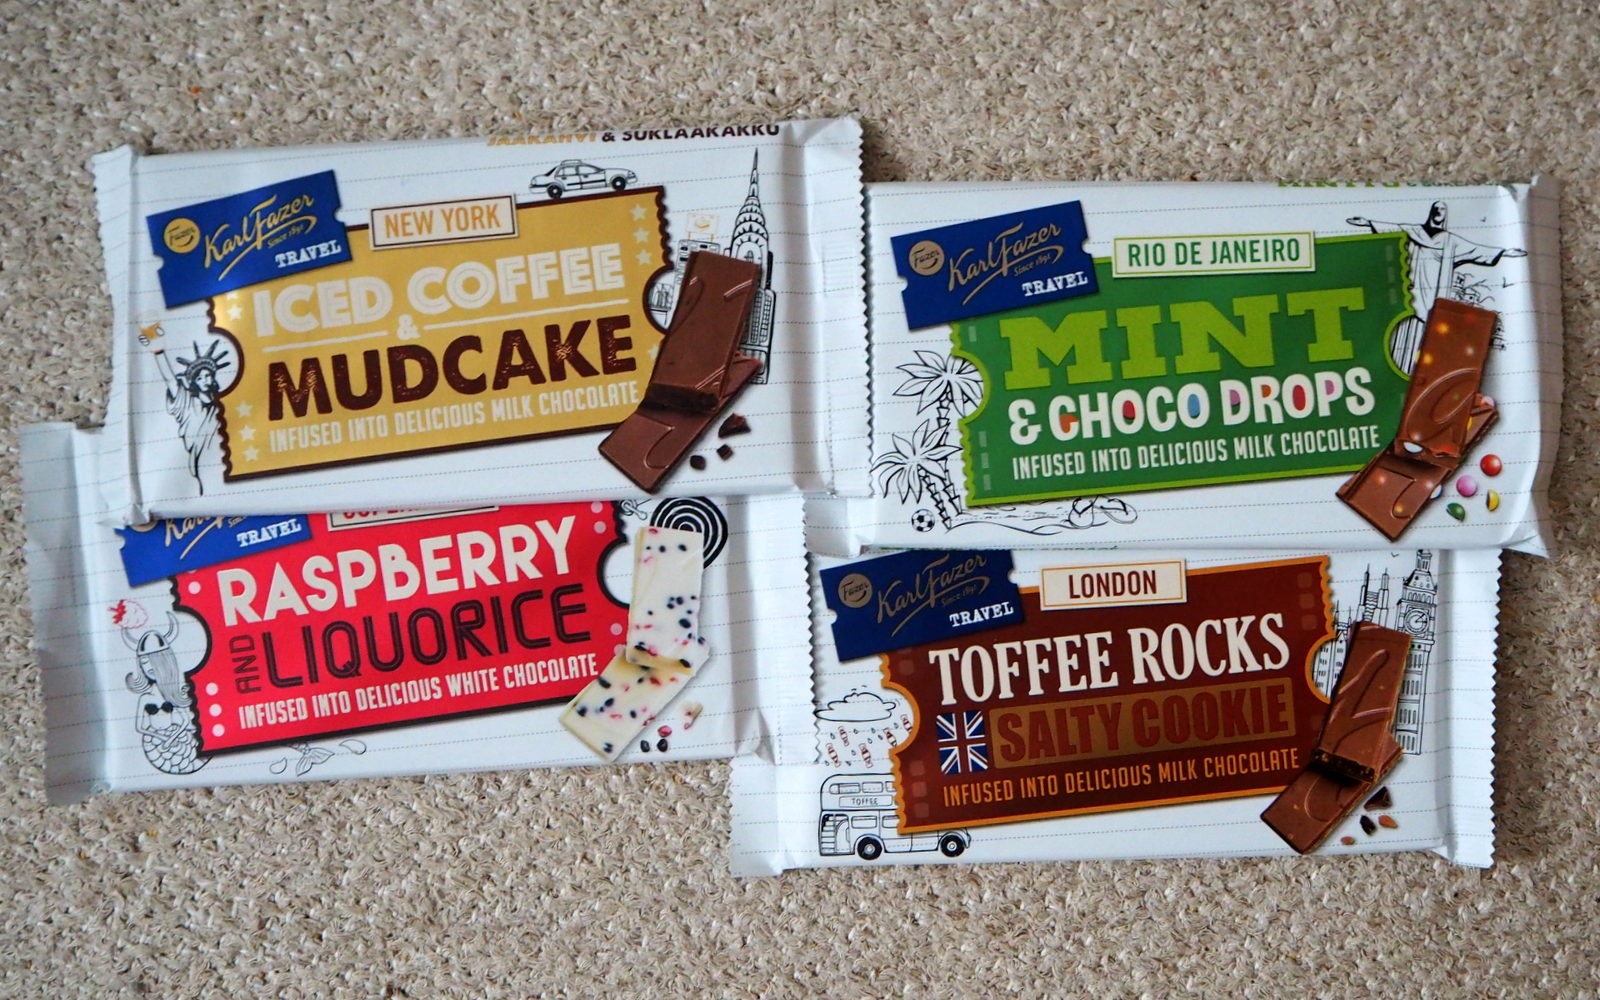 JÄÄKAHVI & SUKLAAKAKKU
Fazer
Karl Fazer
Since 1891
TRAVEL
NEW YORK
ICED COFFEE
&
MUDCAKE
INFUSED INTO DELICIOUS MILK CHOCOLATE
Fazer
Karl Fazer
Since 1891
TRAVEL
RIO DE JANEIRO
MINT
& CHOCO DROPS
INFUSED INTO DELICIOUS MILK CHOCOLATE
TRAVEL
RASPBERRY
AND LIQUORICE
INFUSED INTO DELICIOUS WHITE CHOCOLATE
Fazer
Karl Fazer
Since 1891
TRAVEL
LONDON
TOFFEE ROCKS
SALTY COOKIE
INFUSED INTO DELICIOUS MILK CHOCOLATE
TOFFEE